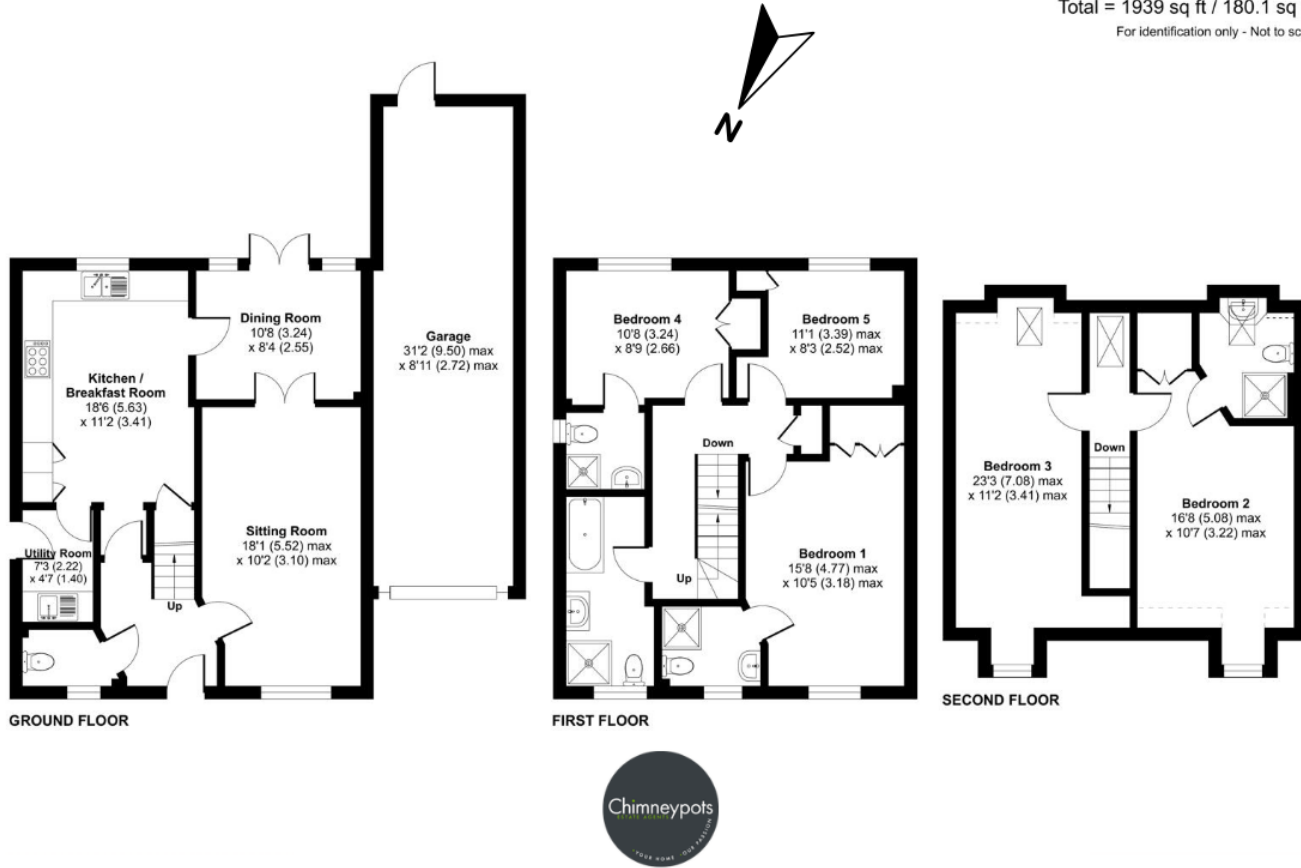 Total = 1939 sq ft / 180.1 sq
For identification only - Not to sc
N
Dining Room
10'8 (3.24)
x 8'4 (2.55)
Garage
31'2 (9.50) max
x 8'11 (2.72) max
Kitchen /
Breakfast Room
18'6 (5.63)
x 11'2 (3.41)
Sitting Room
18'1 (5.52) max
x 10'2 (3.10) max
Utility Room
7'3 (2.22)
x 4'7 (1.40)
Up
GROUND FLOOR
Bedroom 4
10'8 (3.24)
x 8'9 (2.66)
Bedroom 5
11'1 (3.39) max
x 8'3 (2.52) max
Down
Bedroom 1
15'8 (4.77) max
x 10'5 (3.18) max
Up
FIRST FLOOR
Down
Bedroom 3
23'3 (7.08) max
x 11'2 (3.41) max
Bedroom 2
16'8 (5.08) max
x 10'7 (3.22) max
SECOND FLOOR
Chimneypots
ESTATE AGENTS
YOUR HOME · OUR PASSION